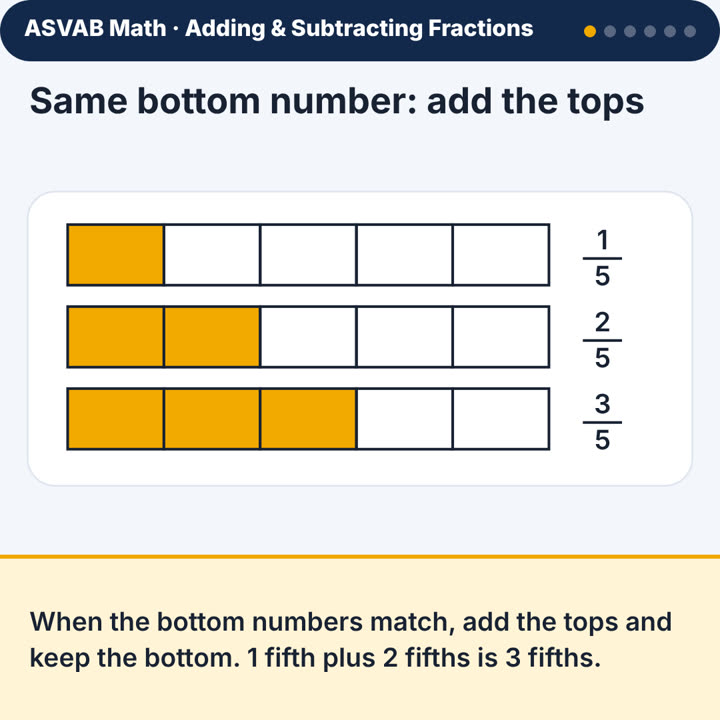 ASVAB Math · Adding & Subtracting Fractions
Same bottom number: add the tops
1
5
2
5
3
5
When the bottom numbers match, add the tops and
keep the bottom. 1 fifth plus 2 fifths is 3 fifths.